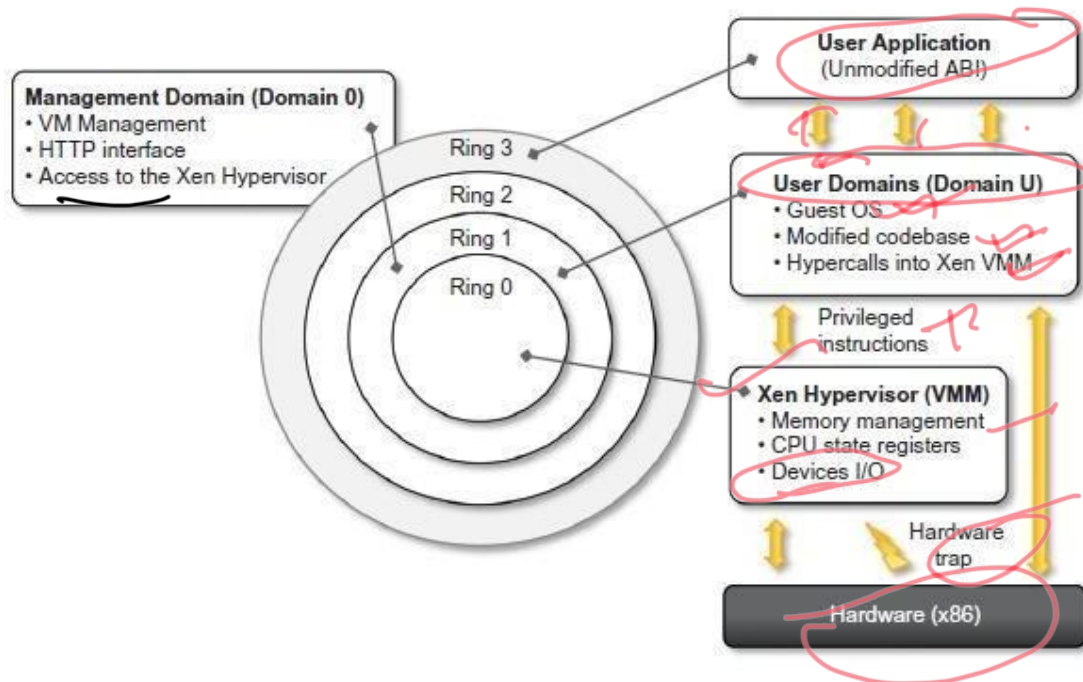 User Application
(Unmodified ABI)
Management Domain (Domain 0)
• VM Management
• HTTP interface
• Access to the Xen Hypervisor
Ring 3
Ring 2
Ring 1
Ring 0
User Domains (Domain U)
• Guest OS
• Modified codebase
• Hypercalls into Xen VMM
Privileged
instructions
Xen Hypervisor (VMM)
• Memory management
• CPU state registers
• Devices I/O
Hardware
trap
Hardware (x86)